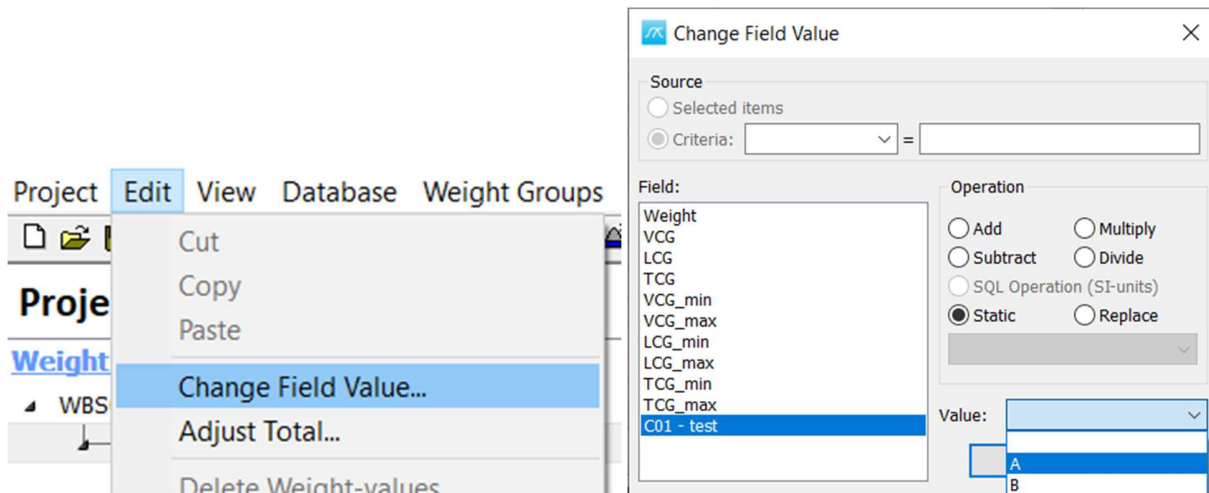 Project Edit View Database Weight Groups
Cut
Copy
Paste
Proje
Weight
WBS
Change Field Value...
Adjust Total...
Delete Weight-values
Change Field Value
Source
Selected items
Criteria: =
Field:
Weight
VCG
LCG
TCG
VCG_min
VCG_max
LCG_min
LCG_max
TCG_min
TCG_max
C01 - test
Operation
Add Multiply
Subtract Divide
SQL Operation (SI-units)
Static Replace
Value:
A
B